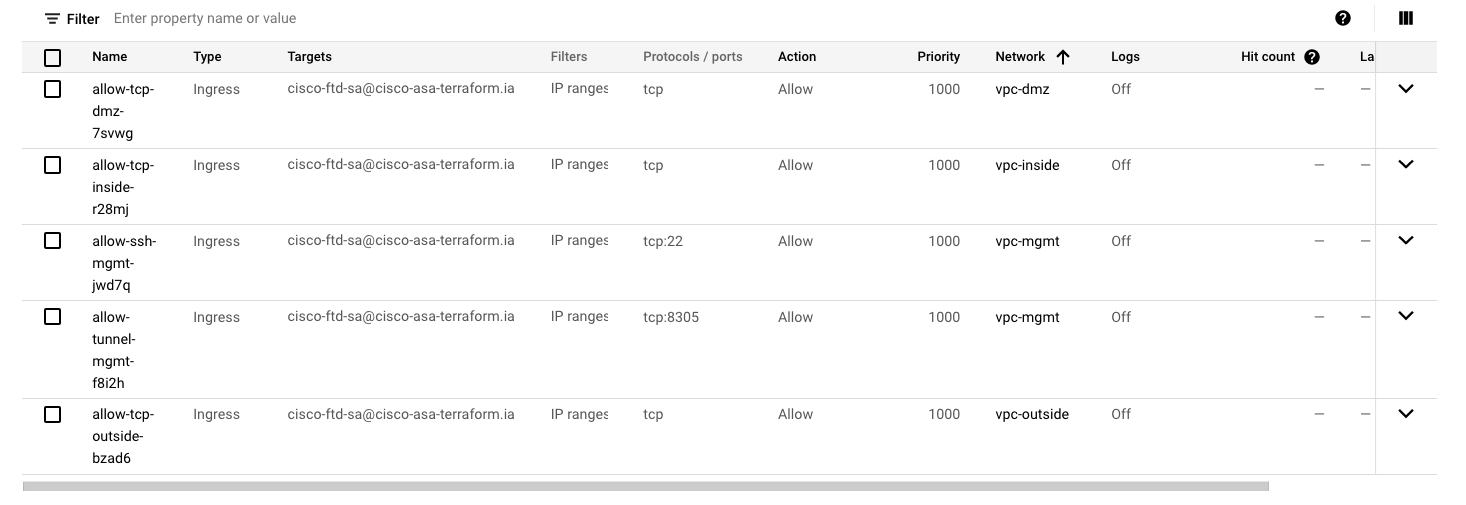 Filter Enter property name or value
Name Type Targets Filters Protocols / ports Action Priority Network Logs Hit count La
allow-tcp- Ingress cisco-ftd-sa@cisco-asa-terraform.ia IP ranges tcp Allow 1000 vpc-dmz Off — —
dmz-
7svwg
allow-tcp- Ingress cisco-ftd-sa@cisco-asa-terraform.ia IP ranges tcp Allow 1000 vpc-inside Off — —
inside-
r28mj
allow-ssh- Ingress cisco-ftd-sa@cisco-asa-terraform.ia IP ranges tcp:22 Allow 1000 vpc-mgmt Off — —
mgmt-
jwd7q
allow- Ingress cisco-ftd-sa@cisco-asa-terraform.ia IP ranges tcp:8305 Allow 1000 vpc-mgmt Off — —
tunnel-
mgmt-
f8i2h
allow-tcp- Ingress cisco-ftd-sa@cisco-asa-terraform.ia IP ranges tcp Allow 1000 vpc-outside Off — —
outside-
bzad6